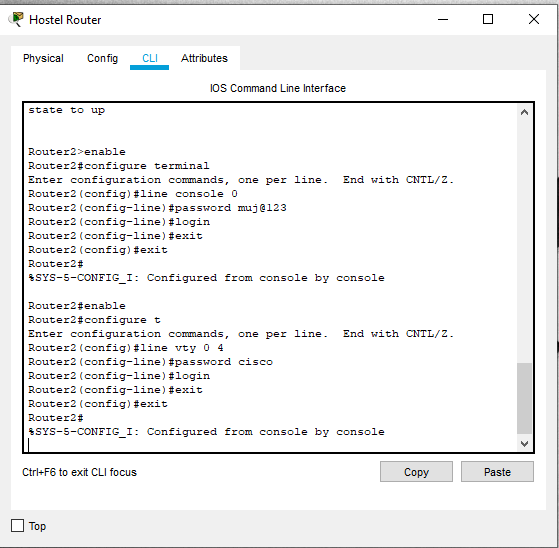 Hostel Router
Physical Config CLI Attributes
IOS Command Line Interface
state to up
Router2>enable
Router2#configure terminal
Enter configuration commands, one per line.  End with CNTL/Z.
Router2(config)#line console 0
Router2(config-line)#password muj@123
Router2(config-line)#login
Router2(config-line)#exit
Router2(config)#exit
Router2#
%SYS-5-CONFIG_I: Configured from console by console
Router2#enable
Router2#configure t
Enter configuration commands, one per line.  End with CNTL/Z.
Router2(config)#line vty 0 4
Router2(config-line)#password cisco
Router2(config-line)#login
Router2(config-line)#exit
Router2(config)#exit
Router2#
%SYS-5-CONFIG_I: Configured from console by console
Ctrl+F6 to exit CLI focus Copy Paste
Top